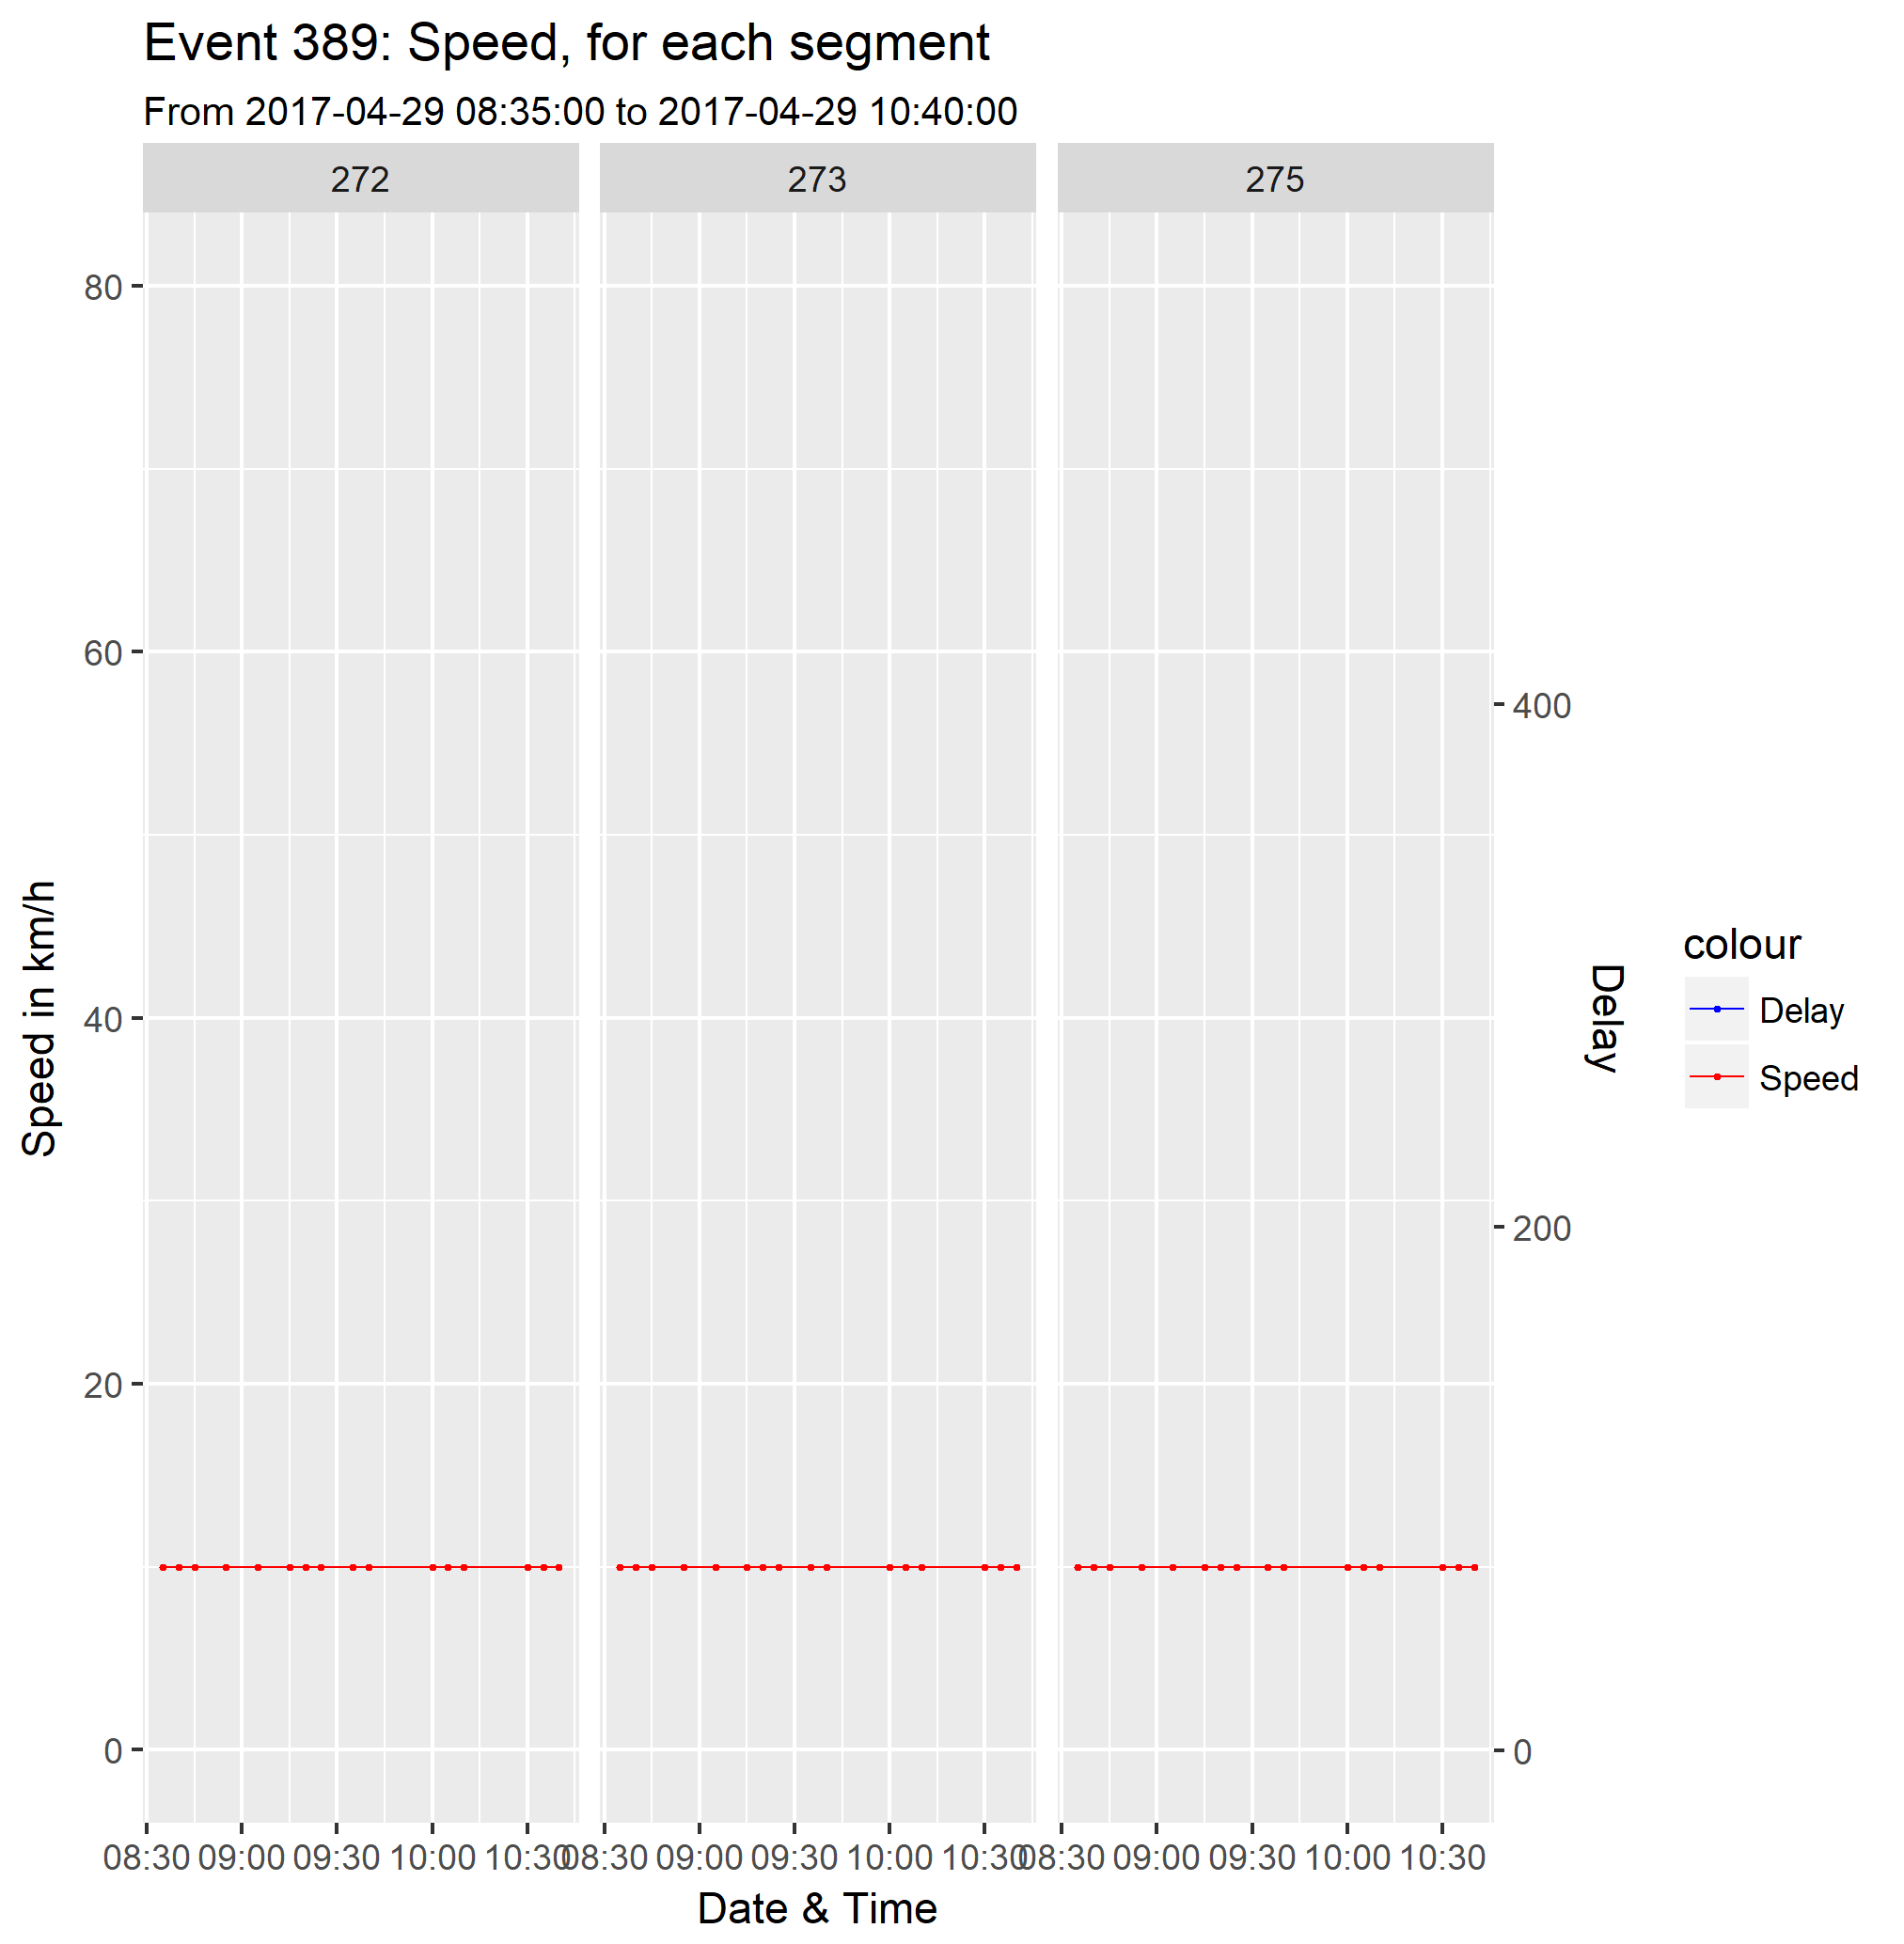 Event 389: Speed, for each segment
From 2017-04-29 08:35:00 to 2017-04-29 10:40:00
272 273 275
80
60
40
20
0
Speed in km/h
400
200
0
Delay
colour
Delay
Speed
08:30 09:00 09:30 10:00 10:30 08:30 09:00 09:30 10:00 10:30 08:30 09:00 09:30 10:00 10:30
Date & Time